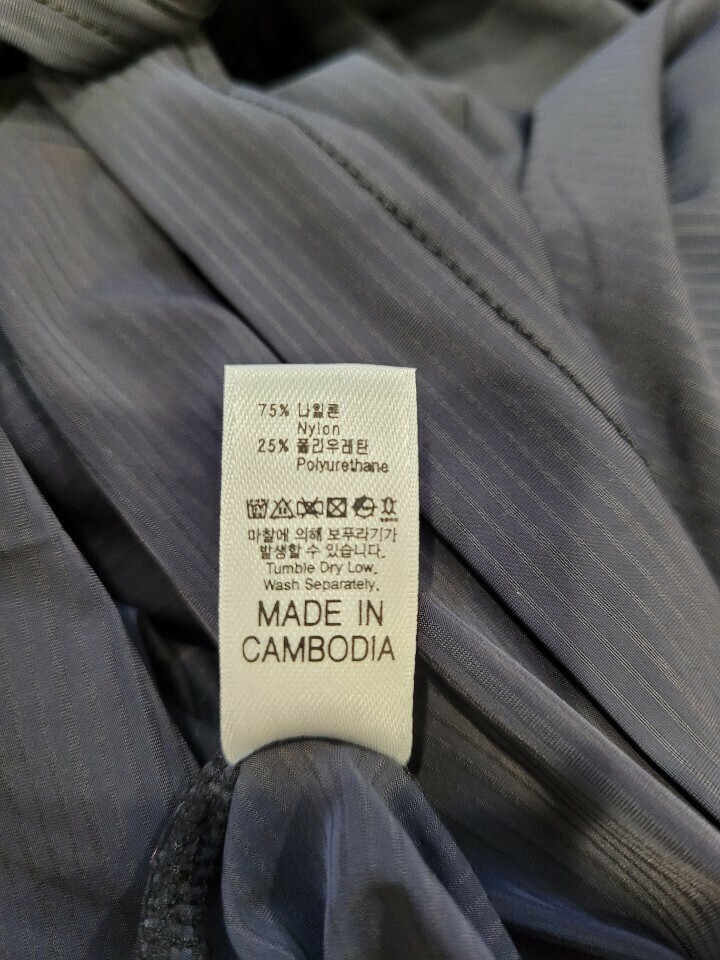 75% 나일론
Nylon
25% 폴리우레탄
Polyurethane
마찰에 의해 보푸라기가
발생할 수 있습니다.
Tumble Dry Low.
Wash Separately.
MADE IN
CAMBODIA